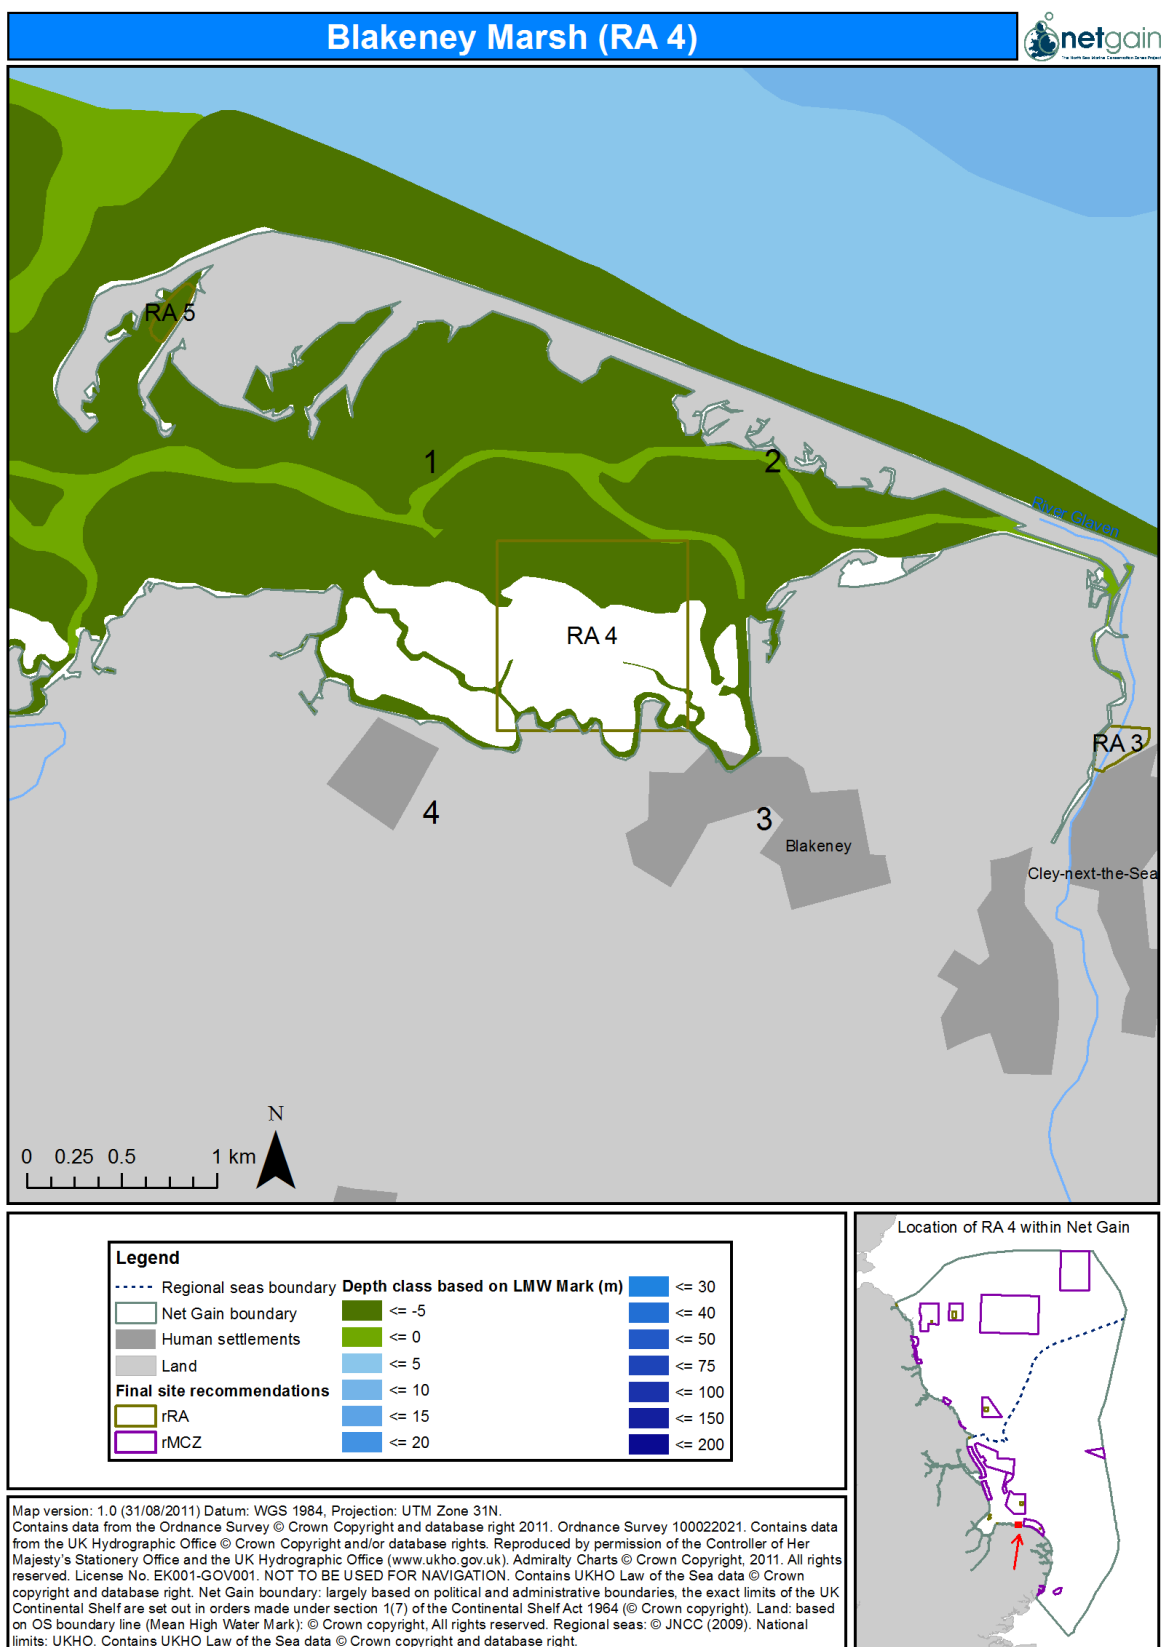 Blakeney Marsh (RA 4)
netgain
The North Sea Marine Conservation Zones Project
RA 5
1
2
River Glaven
RA 4
RA 3
4
3
Blakeney
Cley-next-the-Sea
N
0 0.25 0.5 1 km
Legend
Regional seas boundary
Net Gain boundary
Human settlements
Land
Final site recommendations
rRA
rMCZ
Depth class based on LMW Mark (m)
<= -5
<= 0
<= 5
<= 10
<= 15
<= 20
<= 30
<= 40
<= 50
<= 75
<= 100
<= 150
<= 200
Location of RA 4 within Net Gain
Map version: 1.0 (31/08/2011) Datum: WGS 1984, Projection: UTM Zone 31N.
Contains data from the Ordnance Survey © Crown Copyright and database right 2011. Ordnance Survey 100022021. Contains data
from the UK Hydrographic Office © Crown Copyright and/or database rights. Reproduced by permission of the Controller of Her
Majesty's Stationery Office and the UK Hydrographic Office (www.ukho.gov.uk). Admiralty Charts © Crown Copyright, 2011. All rights
reserved. License No. EK001-GOV001. NOT TO BE USED FOR NAVIGATION. Contains UKHO Law of the Sea data © Crown
copyright and database right. Net Gain boundary: largely based on political and administrative boundaries, the exact limits of the UK
Continental Shelf are set out in orders made under section 1(7) of the Continental Shelf Act 1964 (© Crown copyright). Land: based
on OS boundary line (Mean High Water Mark): © Crown copyright, All rights reserved. Regional seas: © JNCC (2009). National
limits: UKHO. Contains UKHO Law of the Sea data © Crown copyright and database right.